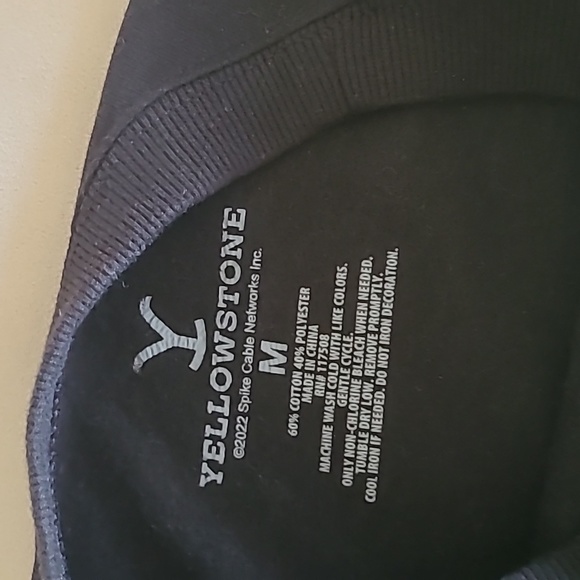 YELLOWSTONE
©2022 Spike Cable Networks Inc.
M
60% COTTON 40% POLYESTER
MADE IN CHINA
RN# 117508
MACHINE WASH COLD WITH LIKE COLORS.
GENTLE CYCLE.
ONLY NON-CHLORINE BLEACH WHEN NEEDED.
TUMBLE DRY LOW. REMOVE PROMPTLY.
COOL IRON IF NEEDED. DO NOT IRON DECORATION.